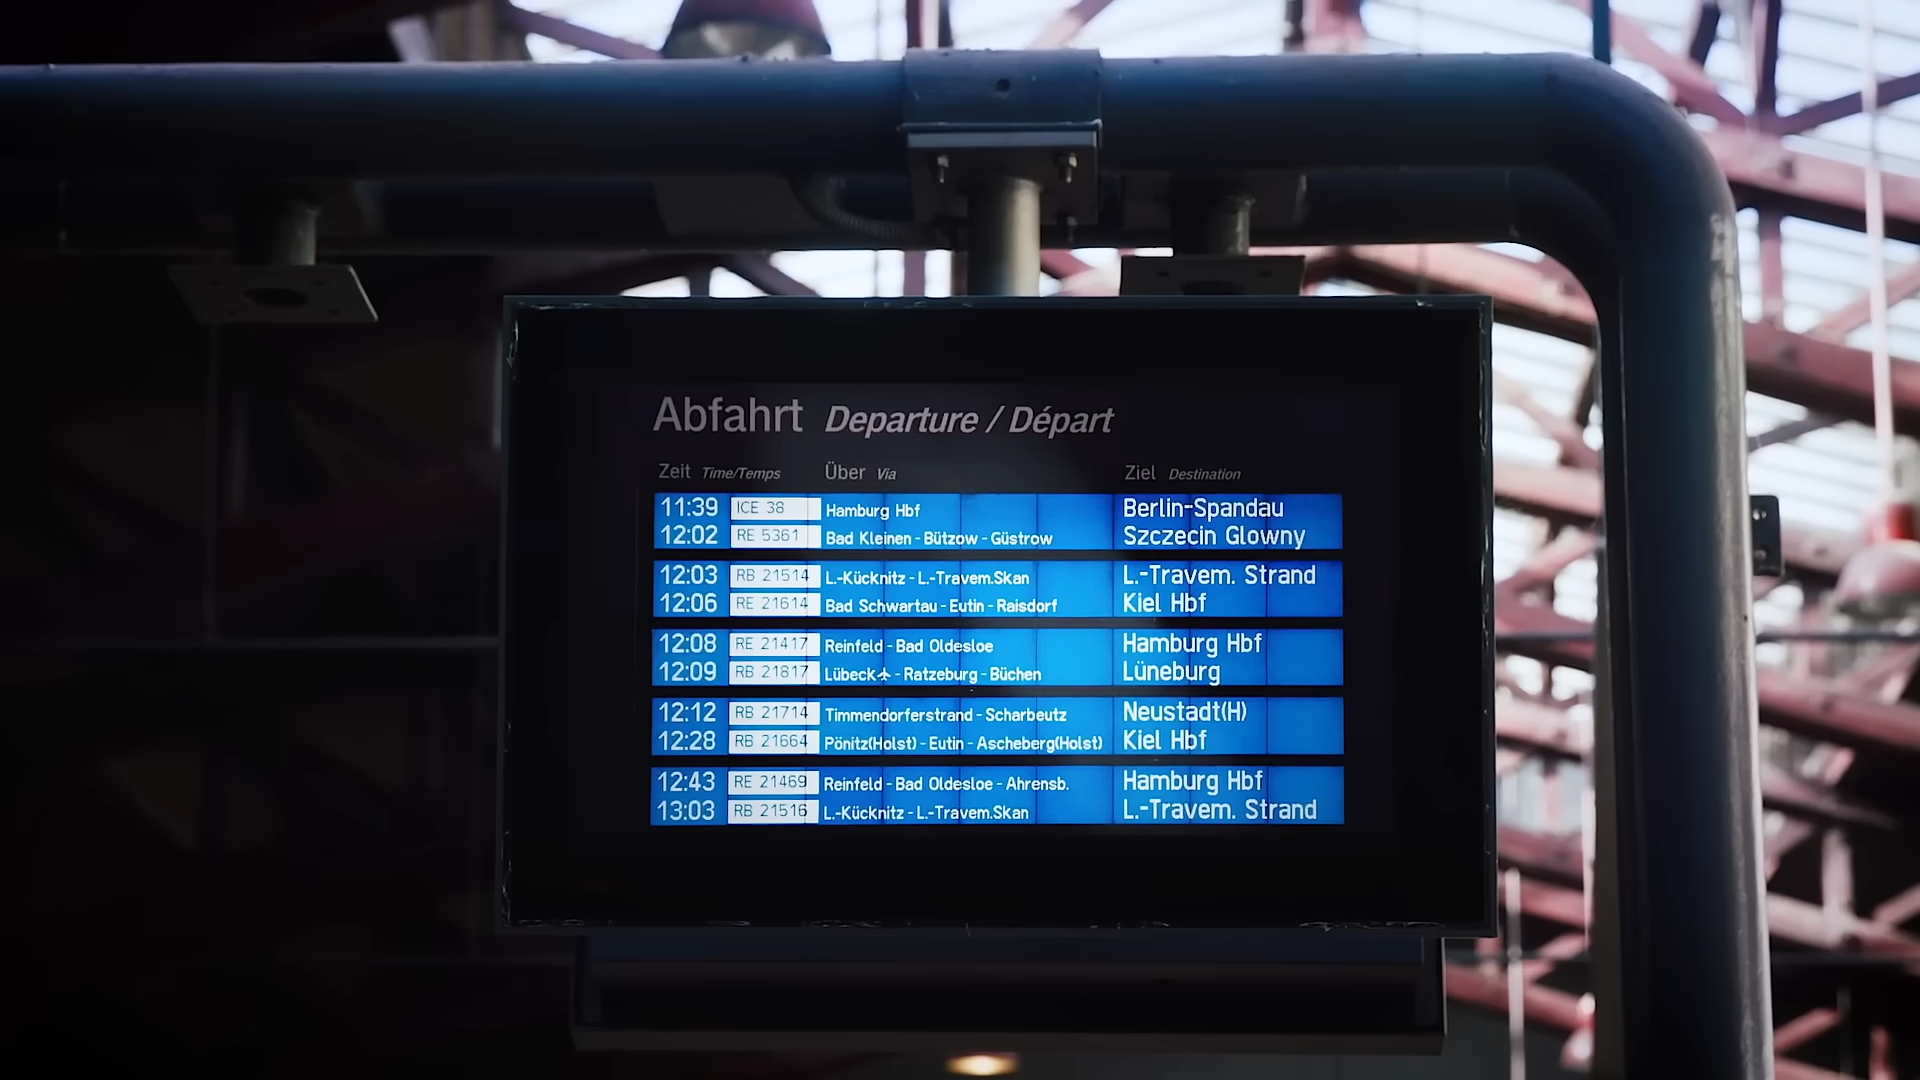 Abfahrt Departure / Départ
Zeit Time/Temps Über Via Ziel Destination
11:39 ICE 38 Hamburg Hbf Berlin-Spandau
12:02 RE 5361 Bad Kleinen - Bützow - Güstrow Szczecin Glowny
12:03 RB 21514 L.-Kücknitz - L.-Travem.Skan L.-Travem. Strand
12:06 RE 21614 Bad Schwartau - Eutin - Raisdorf Kiel Hbf
12:08 RE 21417 Reinfeld - Bad Oldesloe Hamburg Hbf
12:09 RB 21817 Lübeck✈ - Ratzeburg - Büchen Lüneburg
12:12 RB 21714 Timmendorferstrand - Scharbeutz Neustadt(H)
12:28 RB 21664 Pönitz(Holst) - Eutin - Ascheberg(Holst) Kiel Hbf
12:43 RE 21469 Reinfeld - Bad Oldesloe - Ahrensb. Hamburg Hbf
13:03 RB 21516 L.-Kücknitz - L.-Travem.Skan L.-Travem. Strand